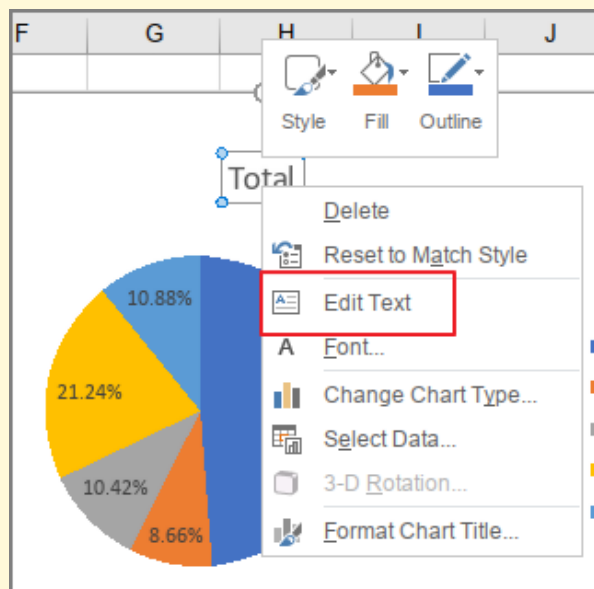 F G H I J
Style Fill Outline
Total
Delete
Reset to Match Style
Edit Text
Font...
Change Chart Type...
Select Data...
3-D Rotation...
Format Chart Title...
10.88%
21.24%
10.42%
8.66%